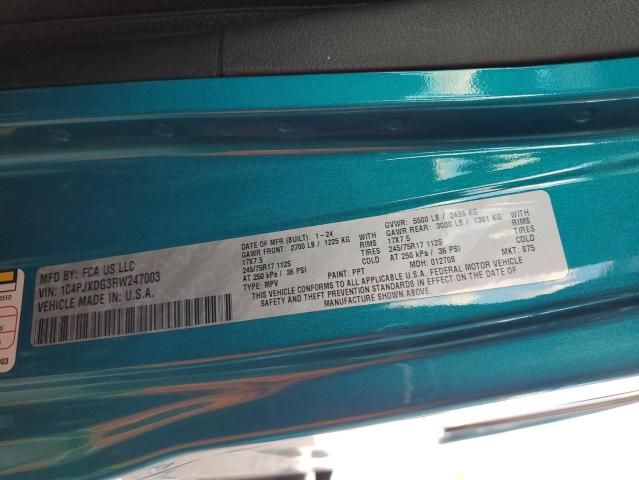 MFD BY: FCA US LLC
VIN: 1C4PJXDG3RW247003
VEHICLE MADE IN U.S.A.
DATE OF MFR (BUILT): 1-24
GAWR FRONT: 2700 LB / 1225 KG WITH
17X7.5 RIMS
245/75R17 112S TIRES
AT 250 kPa / 36 PSI COLD
TYPE: MPV PAINT: PPT
GVWR: 5500 LB / 2495 KG
GAWR REAR: 3000 LB / 1361 KG WITH
17X7.5 RIMS
245/75R17 112S TIRES
AT 250 kPa / 36 PSI COLD
MDH: 012708 MKT: 875
THIS VEHICLE CONFORMS TO ALL APPLICABLE U.S.A. FEDERAL MOTOR VEHICLE
SAFETY AND THEFT PREVENTION STANDARDS IN EFFECT ON THE DATE OF
MANUFACTURE SHOWN ABOVE.